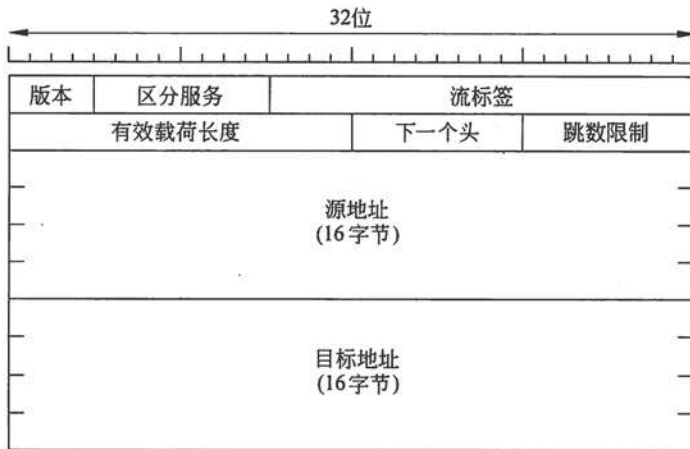 32位
版本 区分服务 流标签
有效载荷长度 下一个头 跳数限制
源地址
(16字节)
目标地址
(16字节)